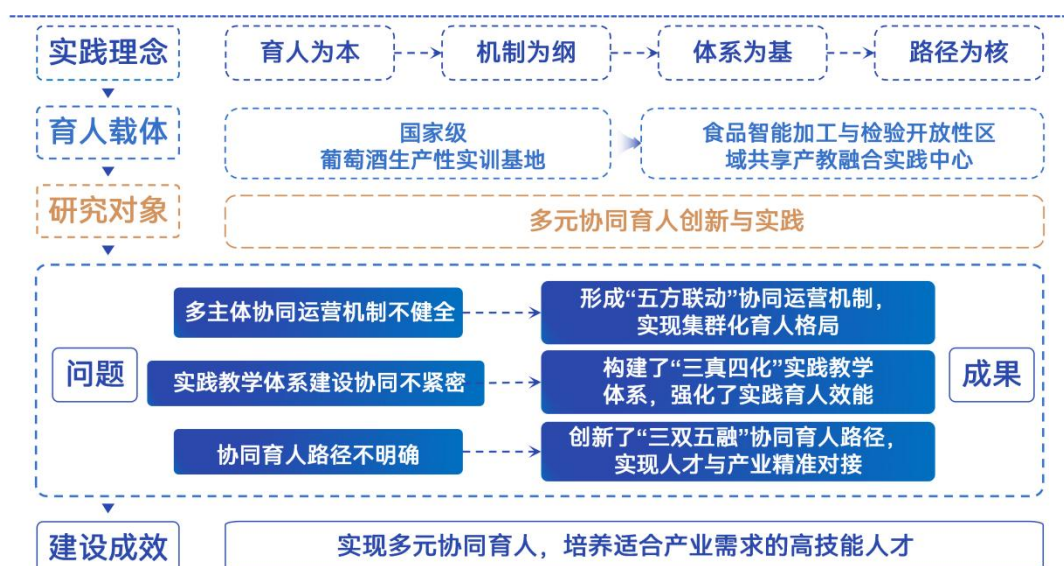 实践理念
育人为本
机制为纲
体系为基
路径为核
育人载体
国家级
葡萄酒生产性实训基地
食品智能加工与检验开放性区
域共享产教融合实践中心
研究对象
多元协同育人创新与实践
问题
多主体协同运营机制不健全
形成“五方联动”协同运营机制，
实现集群化育人格局
实践教学体系建设协同不紧密
构建了“三真四化”实践教学
体系，强化了实践育人效能
协同育人路径不明确
创新了“三双五融”协同育人路径，
实现人才与产业精准对接
成果
建设成效
实现多元协同育人，培养适合产业需求的高技能人才